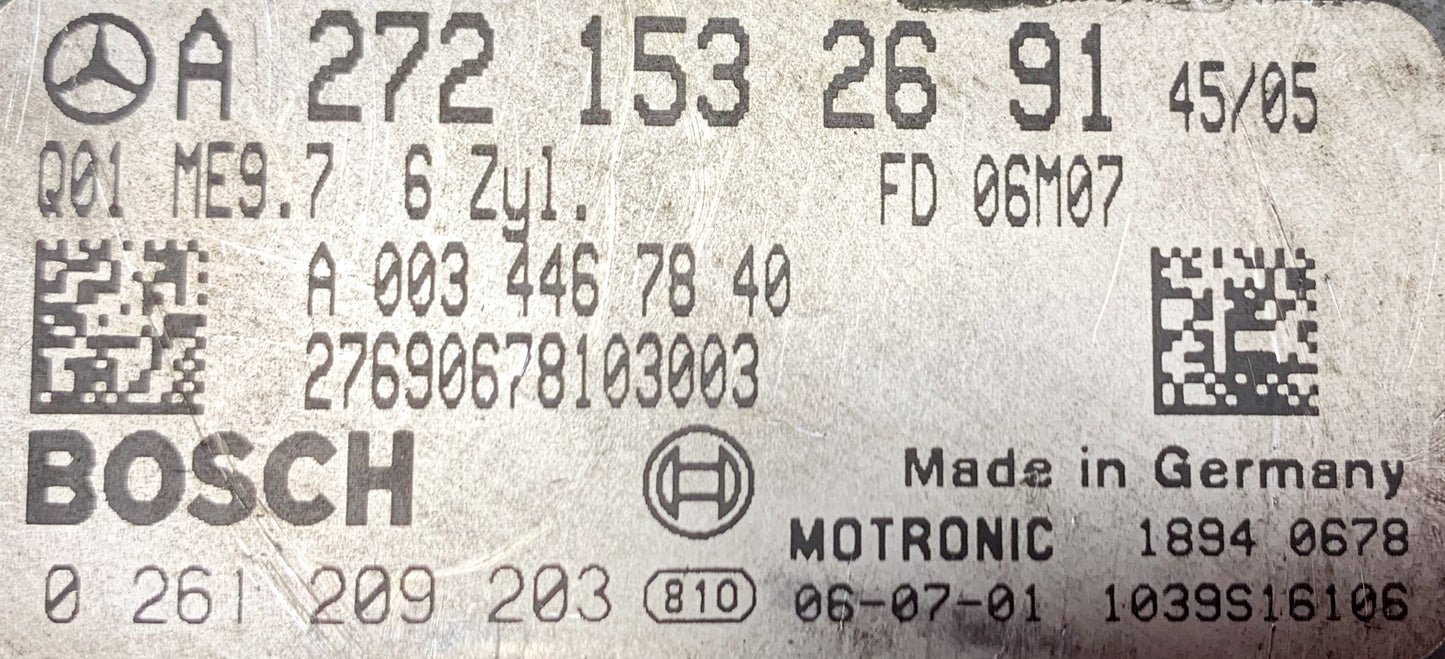 A 272 153 26 91 45/05
Q01 ME9.7 6 Zyl. FD 06M07
A 003 446 78 40
27690678103003
BOSCH
Made in Germany
MOTRONIC 1894 0678
0 261 209 203 810 06-07-01 1039S16106